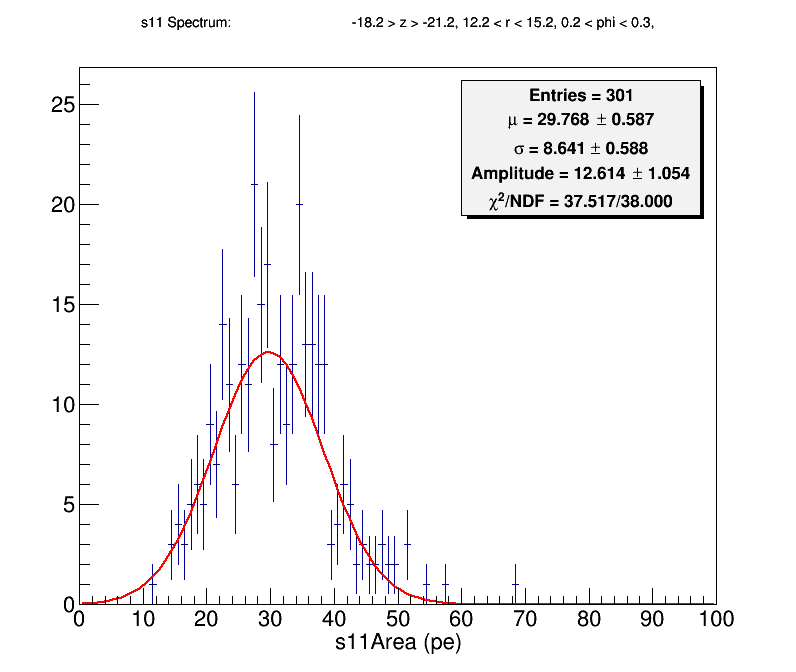 s11 Spectrum: -18.2 > z > -21.2, 12.2 < r < 15.2, 0.2 < phi < 0.3,
Entries = 301
μ = 29.768 ± 0.587
σ = 8.641 ± 0.588
Amplitude = 12.614 ± 1.054
χ²/NDF = 37.517/38.000
25
20
15
10
5
0
0 10 20 30 40 50 60 70 80 90 100
s11Area (pe)